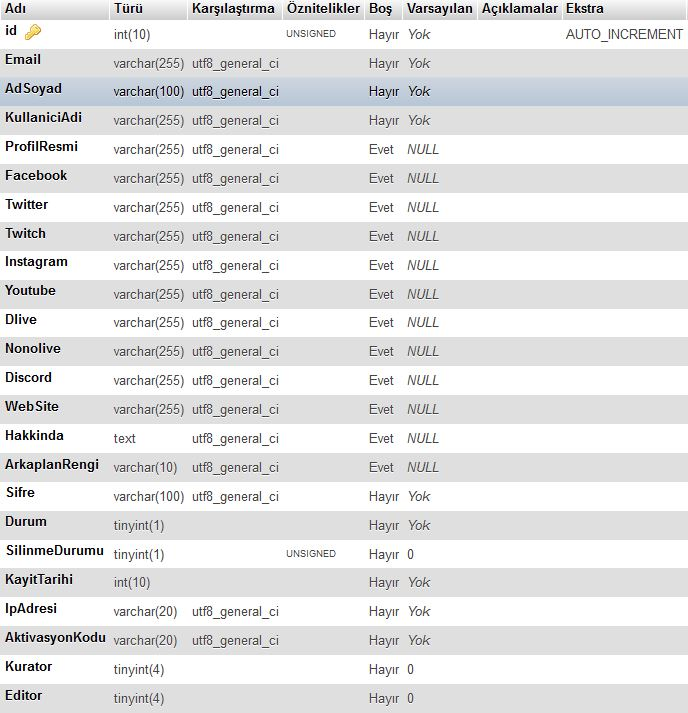 Adı Türü Karşılaştırma Öznitelikler Boş Varsayılan Açıklamalar Ekstra
id int(10) UNSIGNED Hayır Yok AUTO_INCREMENT
Email varchar(255) utf8_general_ci Hayır Yok
AdSoyad varchar(100) utf8_general_ci Hayır Yok
KullaniciAdi varchar(255) utf8_general_ci Hayır Yok
ProfilResmi varchar(255) utf8_general_ci Evet NULL
Facebook varchar(255) utf8_general_ci Evet NULL
Twitter varchar(255) utf8_general_ci Evet NULL
Twitch varchar(255) utf8_general_ci Evet NULL
Instagram varchar(255) utf8_general_ci Evet NULL
Youtube varchar(255) utf8_general_ci Evet NULL
Dlive varchar(255) utf8_general_ci Evet NULL
Nonolive varchar(255) utf8_general_ci Evet NULL
Discord varchar(255) utf8_general_ci Evet NULL
WebSite varchar(255) utf8_general_ci Evet NULL
Hakkinda text utf8_general_ci Evet NULL
ArkaplanRengi varchar(10) utf8_general_ci Evet NULL
Sifre varchar(100) utf8_general_ci Hayır Yok
Durum tinyint(1) Hayır Yok
SilinmeDurumu tinyint(1) UNSIGNED Hayır 0
KayitTarihi int(10) Hayır Yok
IpAdresi varchar(20) utf8_general_ci Hayır Yok
AktivasyonKodu varchar(20) utf8_general_ci Hayır Yok
Kurator tinyint(4) Hayır 0
Editor tinyint(4) Hayır 0